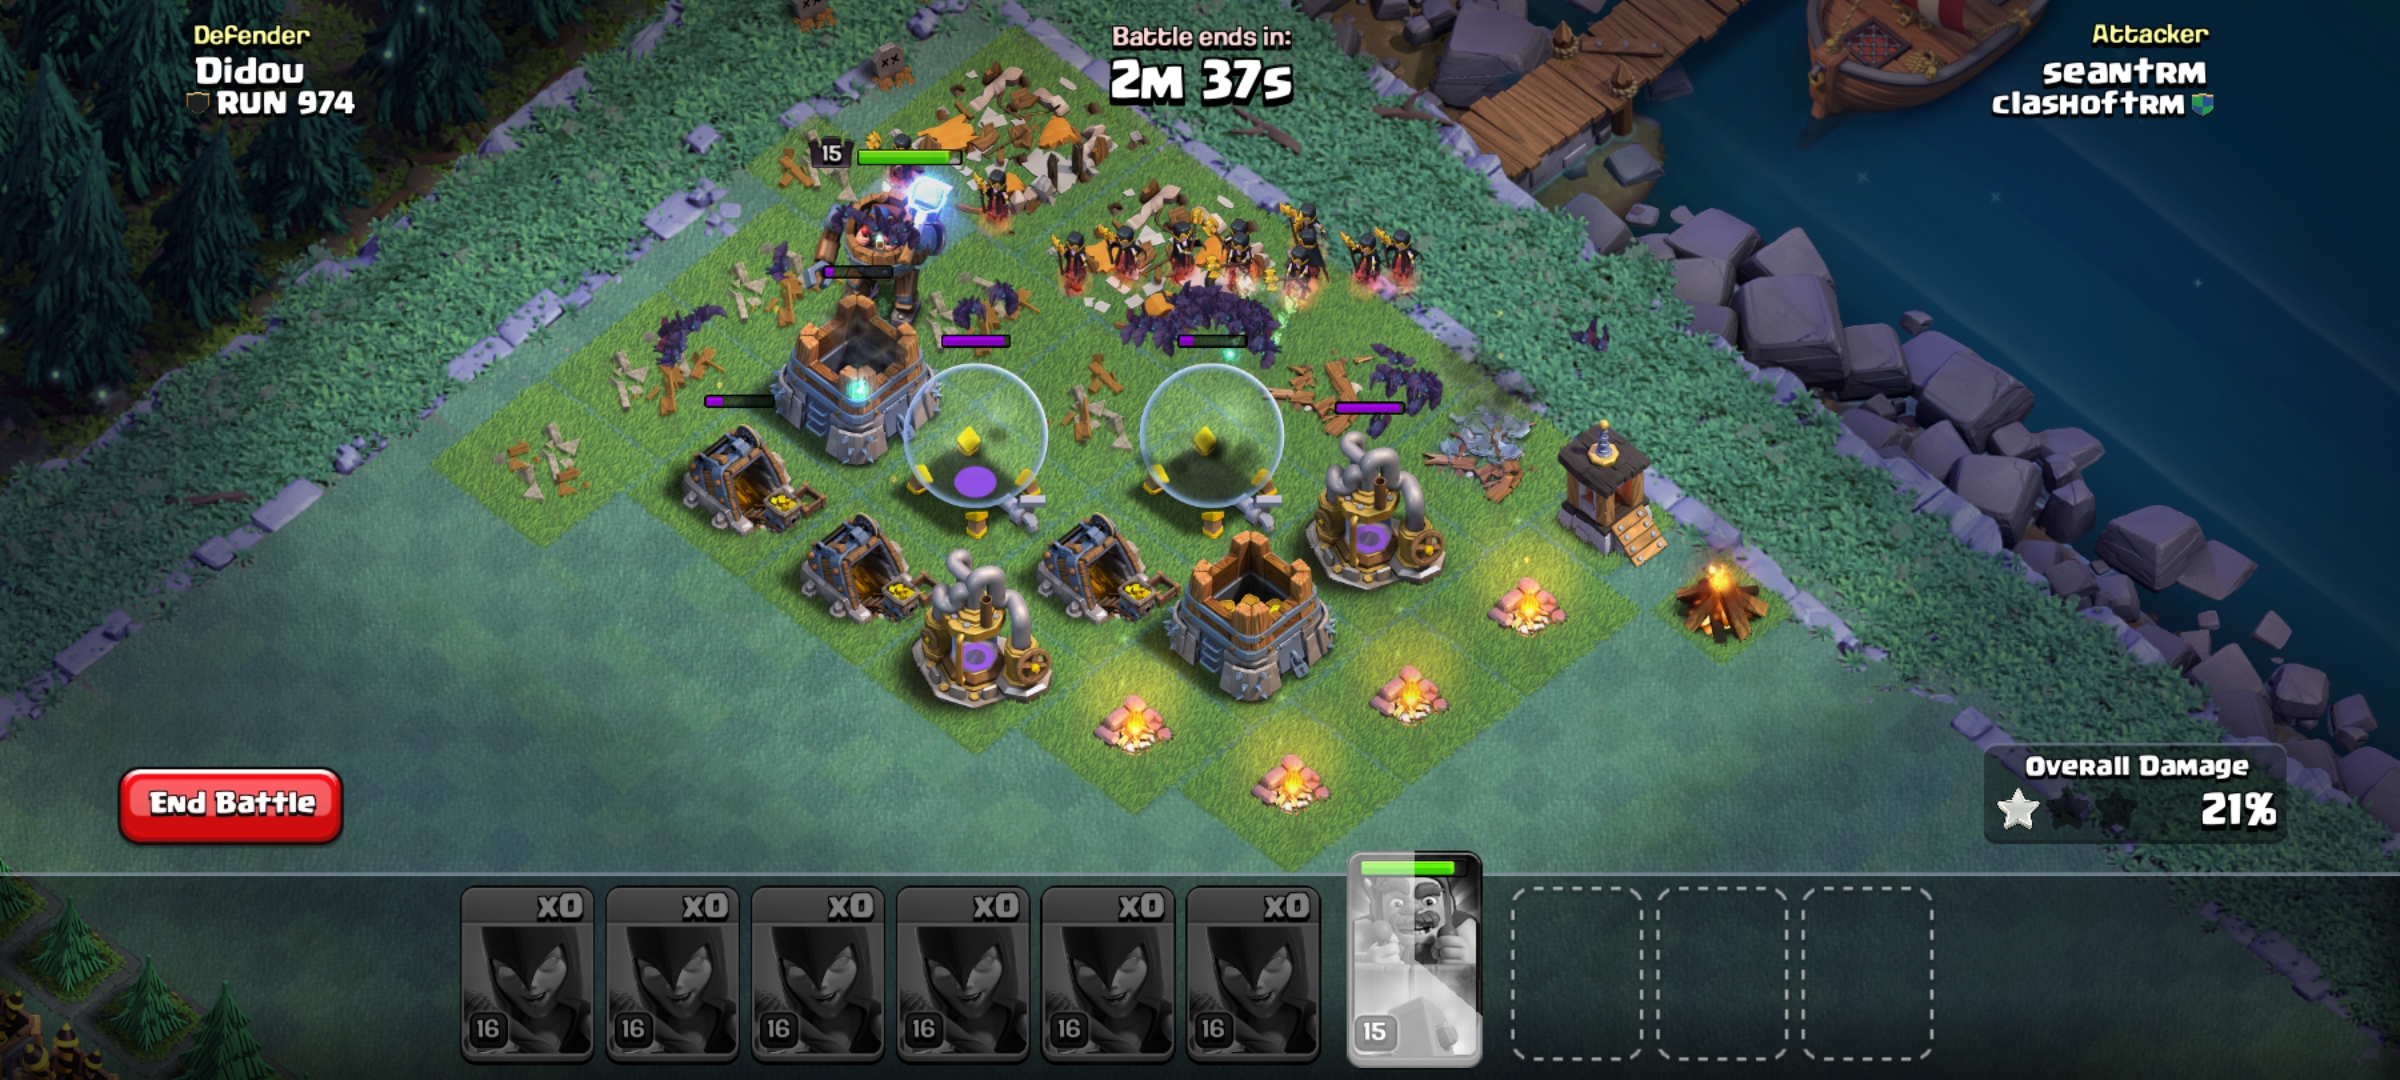 Defender
Didou
RUN 974
Battle ends in:
2M 37s
Attacker
seantRM
clashoftRM
15
End Battle
Overall Damage
21%
x0
x0
x0
x0
x0
x0
16
16
16
16
16
16
15